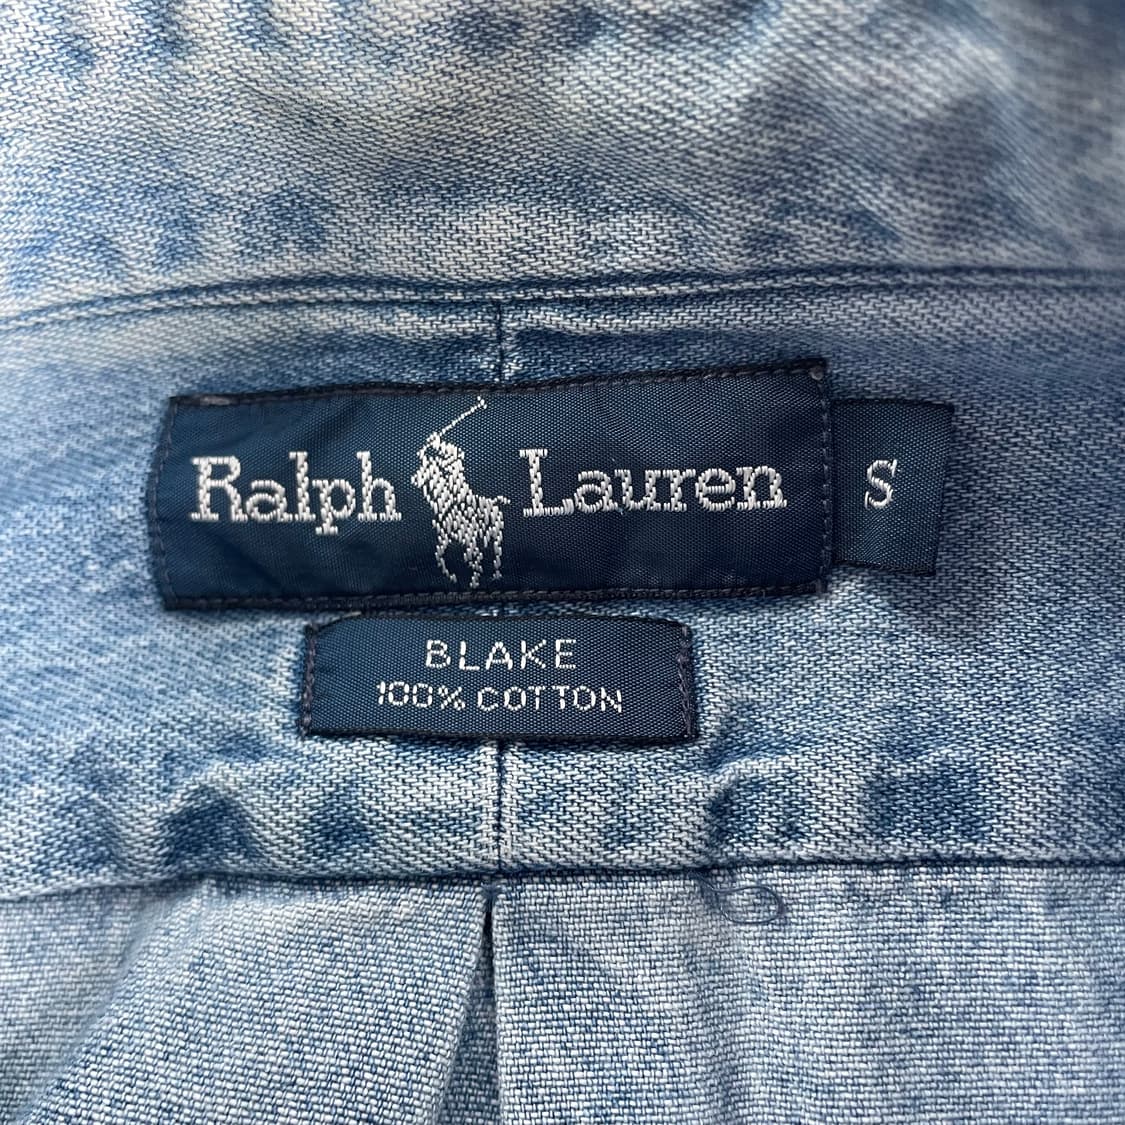 Ralph Lauren S
BLAKE
100% COTTON